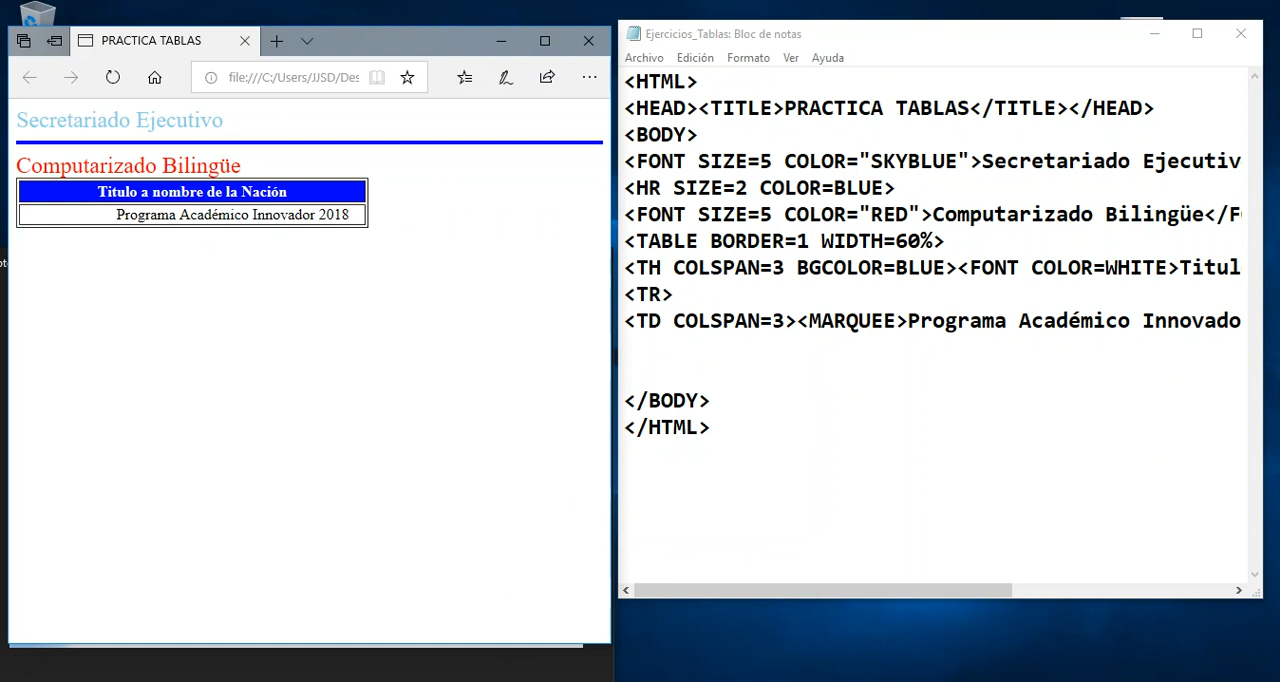 PRACTICA TABLAS
file:///C:/Users/JJSD/Des
Secretariado Ejecutivo
Computarizado Bilingüe
Titulo a nombre de la Nación
Programa Académico Innovador 2018
Ejercicios_Tablas: Bloc de notas
Archivo Edición Formato Ver Ayuda
<HTML>
<HEAD><TITLE>PRACTICA TABLAS</TITLE></HEAD>
<BODY>
<FONT SIZE=5 COLOR="SKYBLUE">Secretariado Ejecutiv
<HR SIZE=2 COLOR=BLUE>
<FONT SIZE=5 COLOR="RED">Computarizado Bilingüe</F
<TABLE BORDER=1 WIDTH=60%>
<TH COLSPAN=3 BGCOLOR=BLUE><FONT COLOR=WHITE>Titul
<TR>
<TD COLSPAN=3><MARQUEE>Programa Académico Innovado
</BODY>
</HTML>